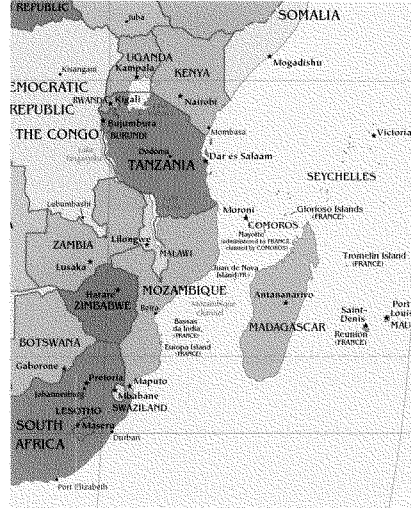 REPUBLIC
Juba
SOMALIA
UGANDA
Kampala
KENYA
Mogadishu
Kisangani
EMOCRATIC
REPUBLIC
THE CONGO
RWANDA
Kigali
Nairobi
Bujumbura
BURUNDI
Mombasa
Victoria
Lake
Tanganyika
Dodoma
TANZANIA
Dar es Salaam
SEYCHELLES
Lubumbashi
Moroni
COMOROS
Glorioso Islands
(FRANCE)
Mayotte
(administered by FRANCE,
claimed by COMOROS)
ZAMBIA
Lilongwe
MALAWI
Lusaka
Juan de Nova
Island (FR.)
Tromelin Island
(FRANCE)
Harare
ZIMBABWE
MOZAMBIQUE
Beira
Mozambique
Channel
Antananarivo
MADAGASCAR
Bassas
da India
(FRANCE)
Europa Island
(FRANCE)
Saint-
Denis
Reunion
(FRANCE)
Port
Louis
MAU
BOTSWANA
Gaborone
Pretoria
Johannesburg
Maputo
Mbabane
SWAZILAND
LESOTHO
Maseru
SOUTH
AFRICA
Durban
Port Elizabeth